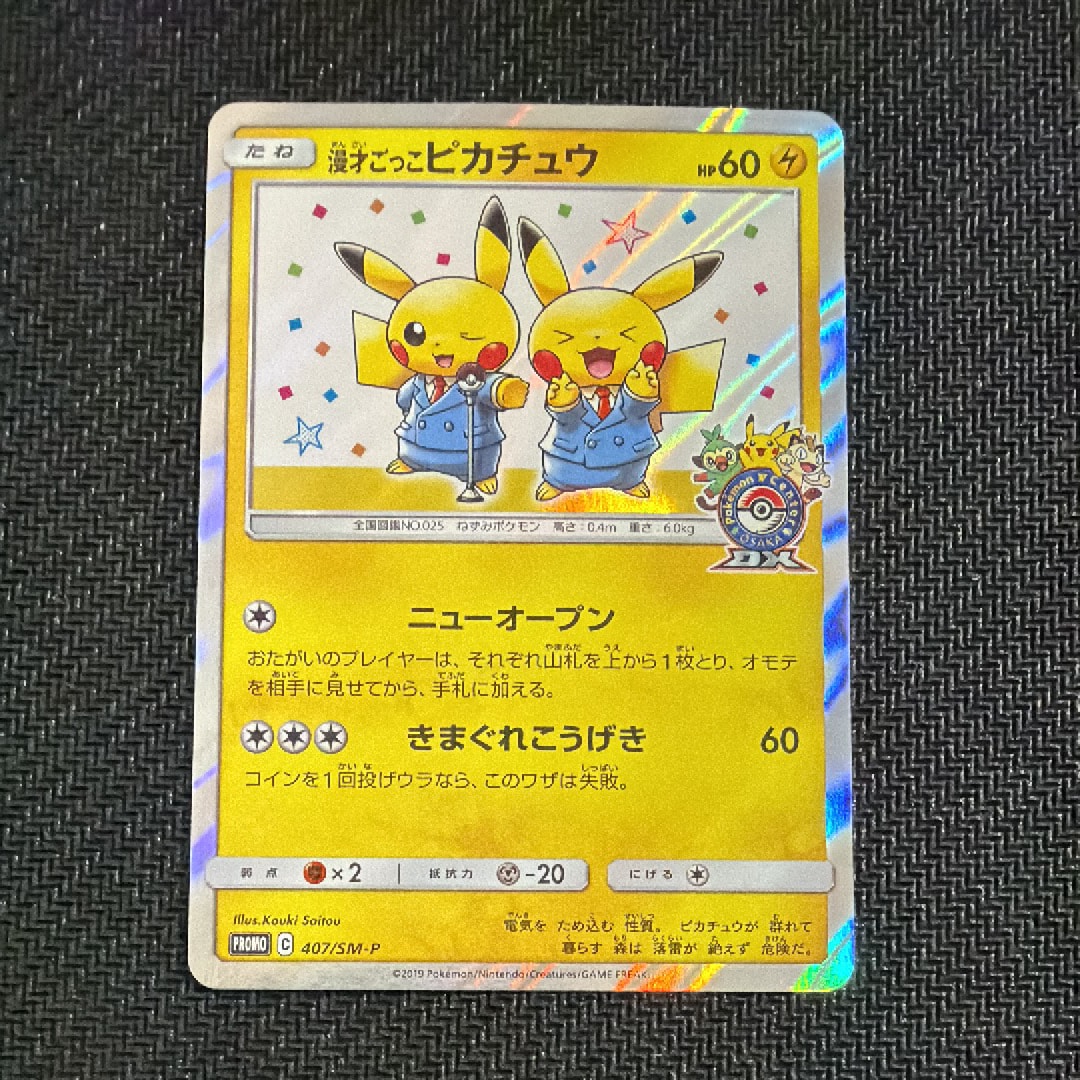 たね 漫才ごっこピカチュウ HP60
全国図鑑NO.025 ねずみポケモン 高さ:0.4m 重さ:6.0kg
Pokémon Center
OSAKA
DX
ニューオープン
おたがいのプレイヤーは、それぞれ山札を上から1枚とり、オモテ
を相手に見せてから、手札に加える。
きまぐれこうげき 60
コインを1回投げウラなら、このワザは失敗。
弱点 ×2 抵抗力 -20 にげる
Illus.Kouki Saitou
電気を ため込む 性質。 ピカチュウが 群れて
暮らす 森は 落雷が 絶えず 危険だ。
PROMO C 407/SM-P
©2019 Pokémon/Nintendo/Creatures/GAME FREAK.